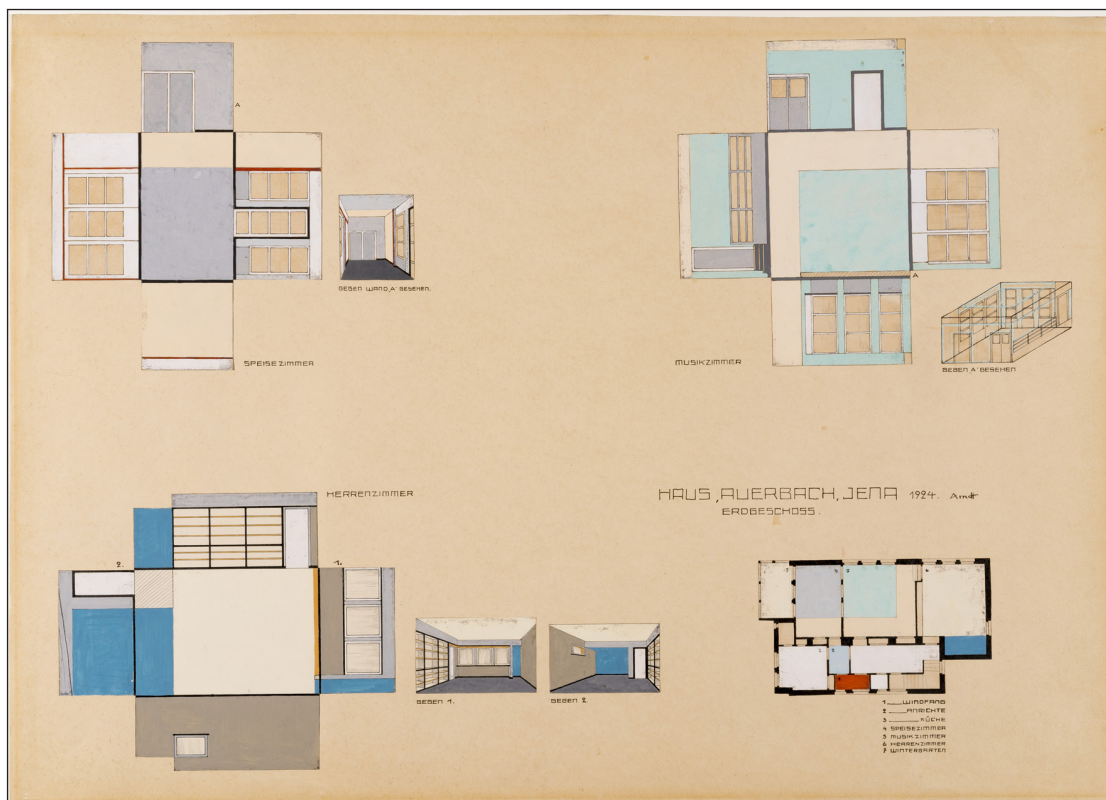 A
GEGEN WAND ‚A‘ GESEHEN.
SPEISEZIMMER
A
MUSIKZIMMER
GEGEN ‚A‘ GESEHEN
HERRENZIMMER
2.
1.
GEGEN 1.
GEGEN 2.
HAUS ‚AUERBACH‚ JENA 1924. Arndt
ERDGESCHOSS.
1 WINDFANG
2 ANRICHTE
3 KÜCHE
4 SPEISEZIMMER
5 MUSIKZIMMER
6 HERRENZIMMER
7 WINTERGARTEN